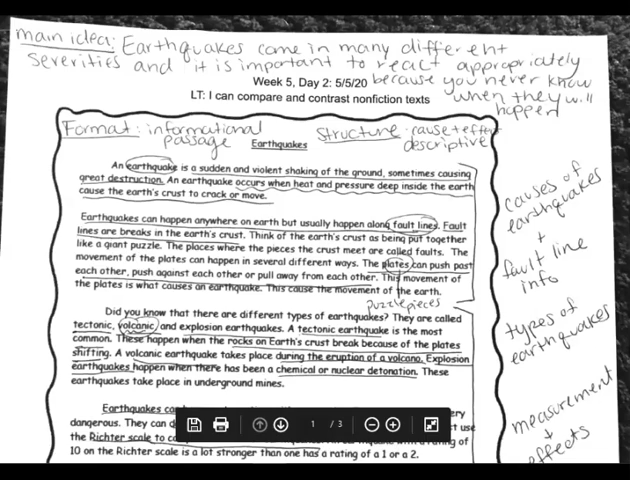 main idea: Earthquakes come in many different
severities and it is important to react appropriately
because you never know
when they will
happen
Week 5, Day 2: 5/5/20
LT: I can compare and contrast nonfiction texts
Format: informational
passage
Structure: cause + effect
descriptive
Earthquakes
An earthquake is a sudden and violent shaking of the ground, sometimes causing
great destruction. An earthquake occurs when heat and pressure deep inside the earth
cause the earth's crust to crack or move.
causes of
earthquakes
+
fault line
info
Earthquakes can happen anywhere on earth but usually happen along fault lines. Fault
lines are breaks in the earth's crust. Think of the earth's crust as being put together
like a giant puzzle. The places where the pieces the crust meet are called faults. The
movement of the plates can happen in several different ways. The plates can push past
each other, push against each other or pull away from each other. This movement of
the plates is what causes an earthquake. This cause the movement of the earth.
puzzle pieces
Did you know that there are different types of earthquakes? They are called
tectonic, volcanic and explosion earthquakes. A tectonic earthquake is the most
common. These happen when the rocks on Earth's crust break because of the plates
shifting. A volcanic earthquake takes place during the eruption of a volcano. Explosion
earthquakes happen when there has been a chemical or nuclear detonation. These
earthquakes take place in underground mines.
types of
earthquakes
Earthquakes
dangerous. They can
use
the Richter scale to
of
10 on the Richter scale is a lot stronger than one has a rating of a 1 or a 2.
measurement
+
effects
1 / 3